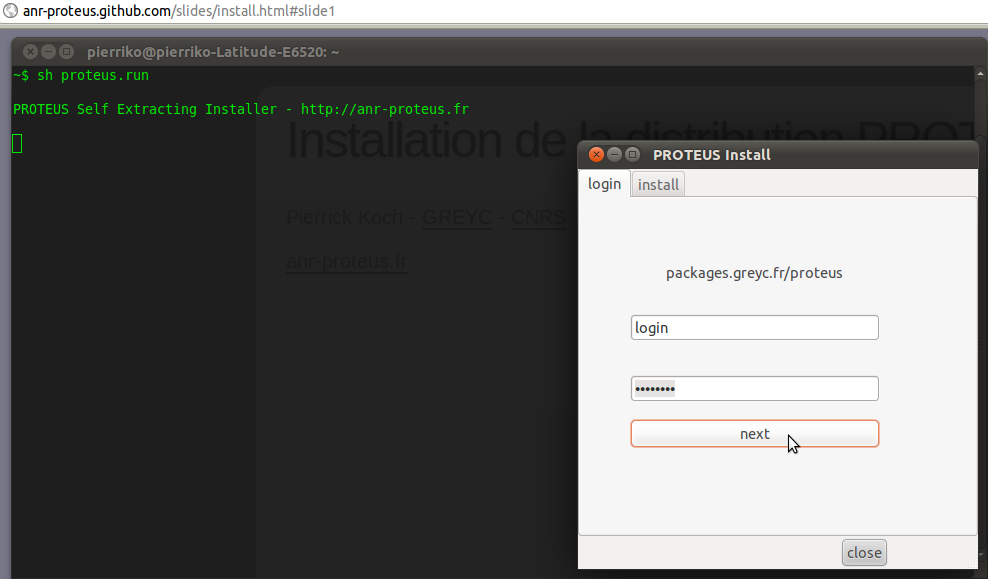 anr-proteus.github.com/slides/install.html#slide1
pierriko@pierriko-Latitude-E6520: ~
~$ sh proteus.run
PROTEUS Self Extracting Installer - http://anr-proteus.fr
Installation de la distribution PROT
Pierrick Koch - GREYC - CNRS
anr-proteus.fr
PROTEUS Install
login install
packages.greyc.fr/proteus
login
••••••••
next
close